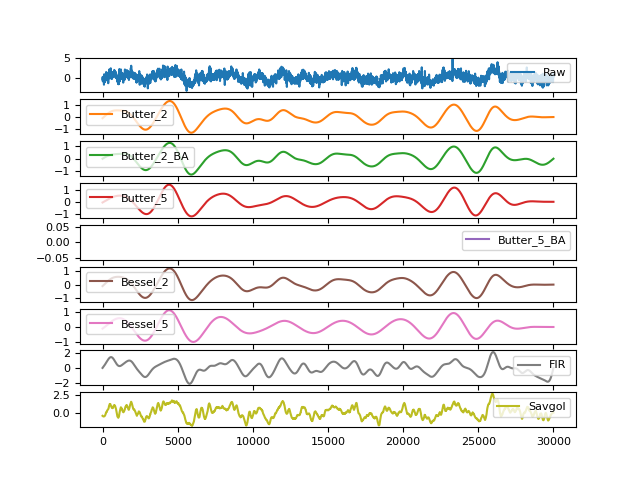 5
0
Raw
1
0
−1
Butter_2
1
0
−1
Butter_2_BA
1
0
−1
Butter_5
0.05
0.00
−0.05
Butter_5_BA
1
0
−1
Bessel_2
1
0
−1
Bessel_5
2
0
−2
FIR
2.5
0.0
Savgol
0 5000 10000 15000 20000 25000 30000